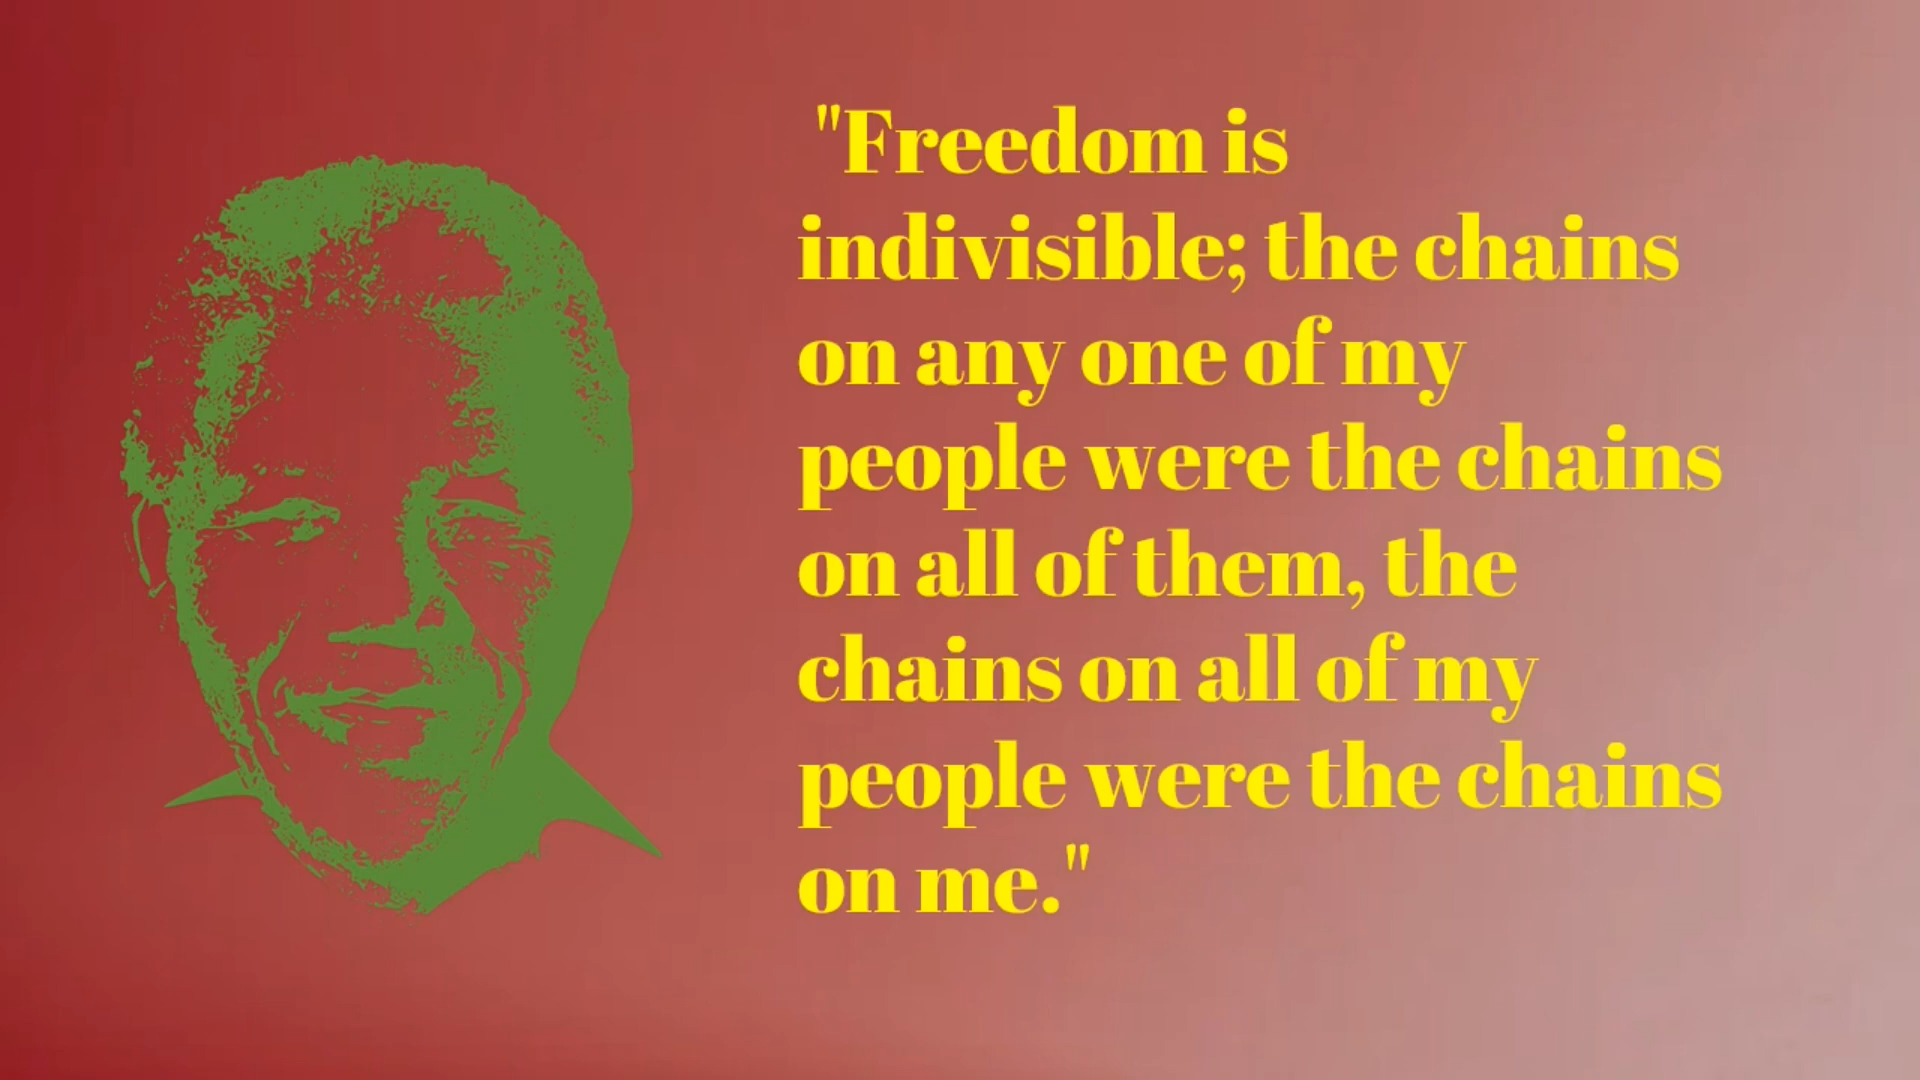 "Freedom is
indivisible; the chains
on any one of my
people were the chains
on all of them, the
chains on all of my
people were the chains
on me."